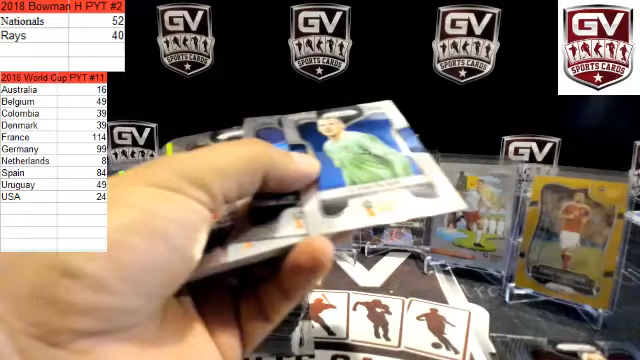 2018 Bowman H PYT #2
Nationals 52
Rays 40
2018 World Cup PYT #11
Australia 16
Belgium 49
Colombia 39
Denmark 39
France 114
Germany 99
Netherlands 8
Spain 84
Uruguay 49
USA 24
GV
SPORTS CARDS
GV
SPORTS CARDS
GV
SPORTS CARDS
GV
SPORTS CARDS
GV
GV